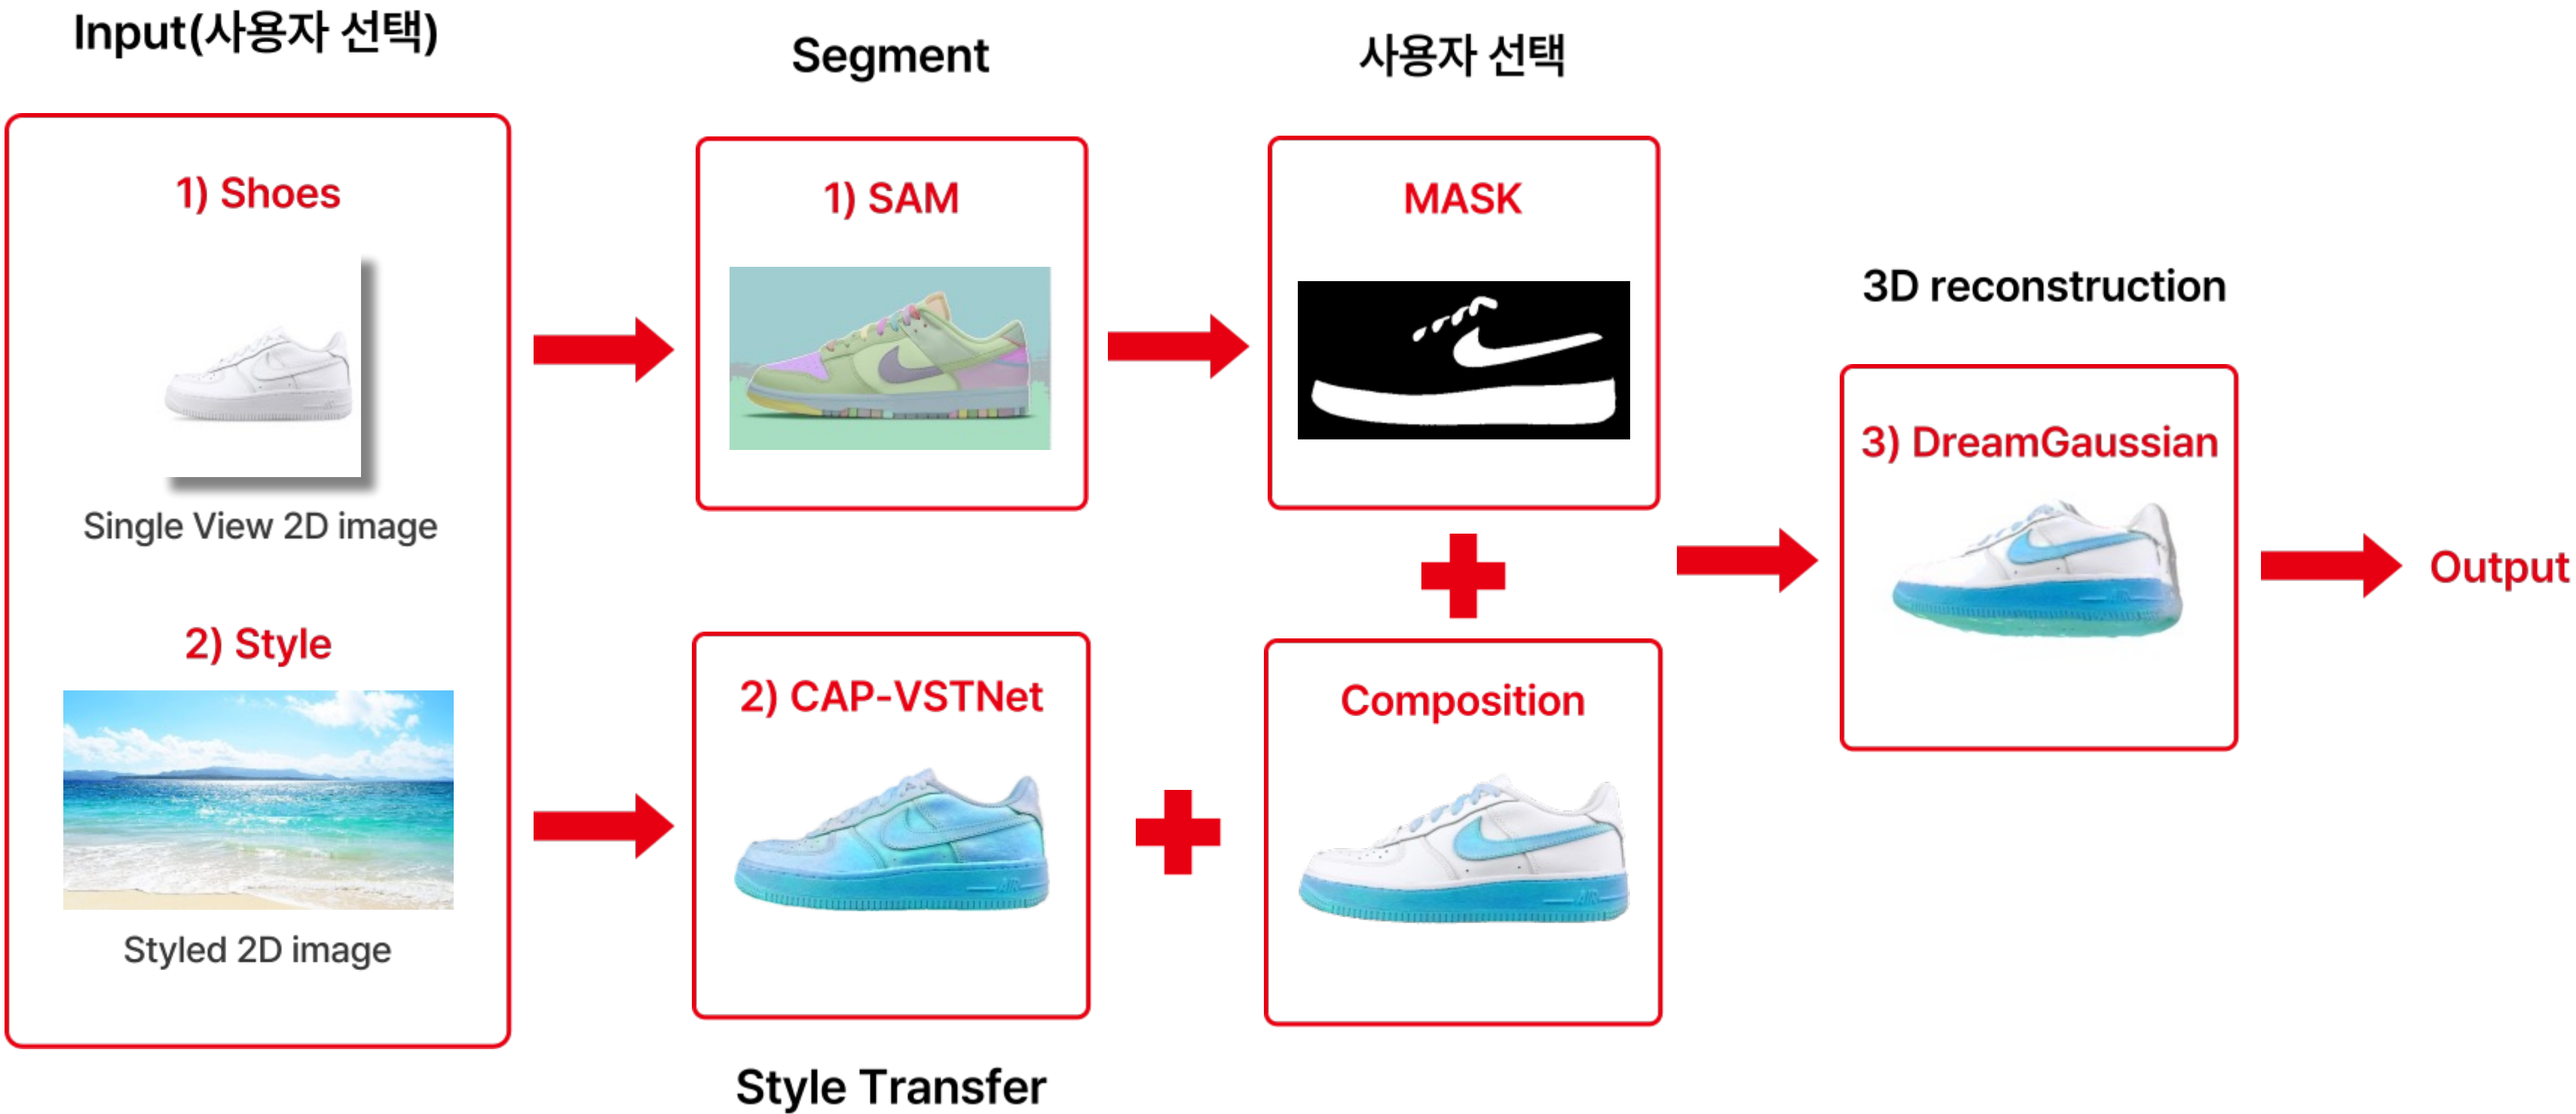 Input(사용자 선택)
1) Shoes
Single View 2D image
2) Style
Styled 2D image
Segment
1) SAM
2) CAP-VSTNet
Style Transfer
사용자 선택
MASK
Composition
3D reconstruction
3) DreamGaussian
Output